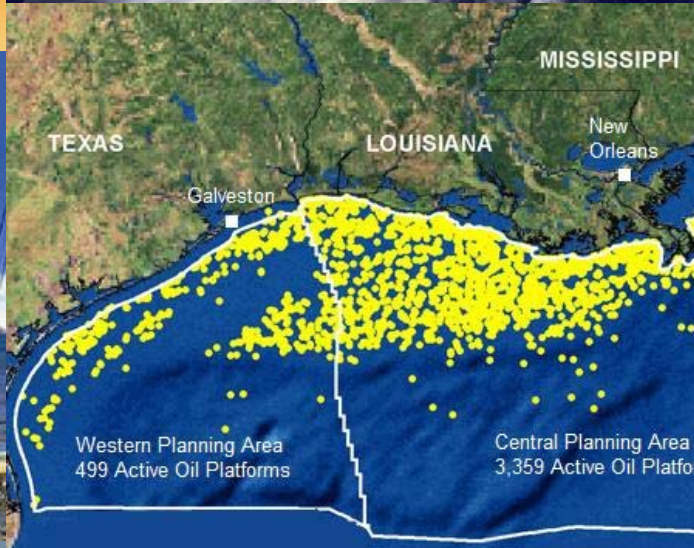 MISSISSIPPI
TEXAS
LOUISIANA
New
Orleans
Galveston
Western Planning Area
499 Active Oil Platforms
Central Planning Area
3,359 Active Oil Platfo